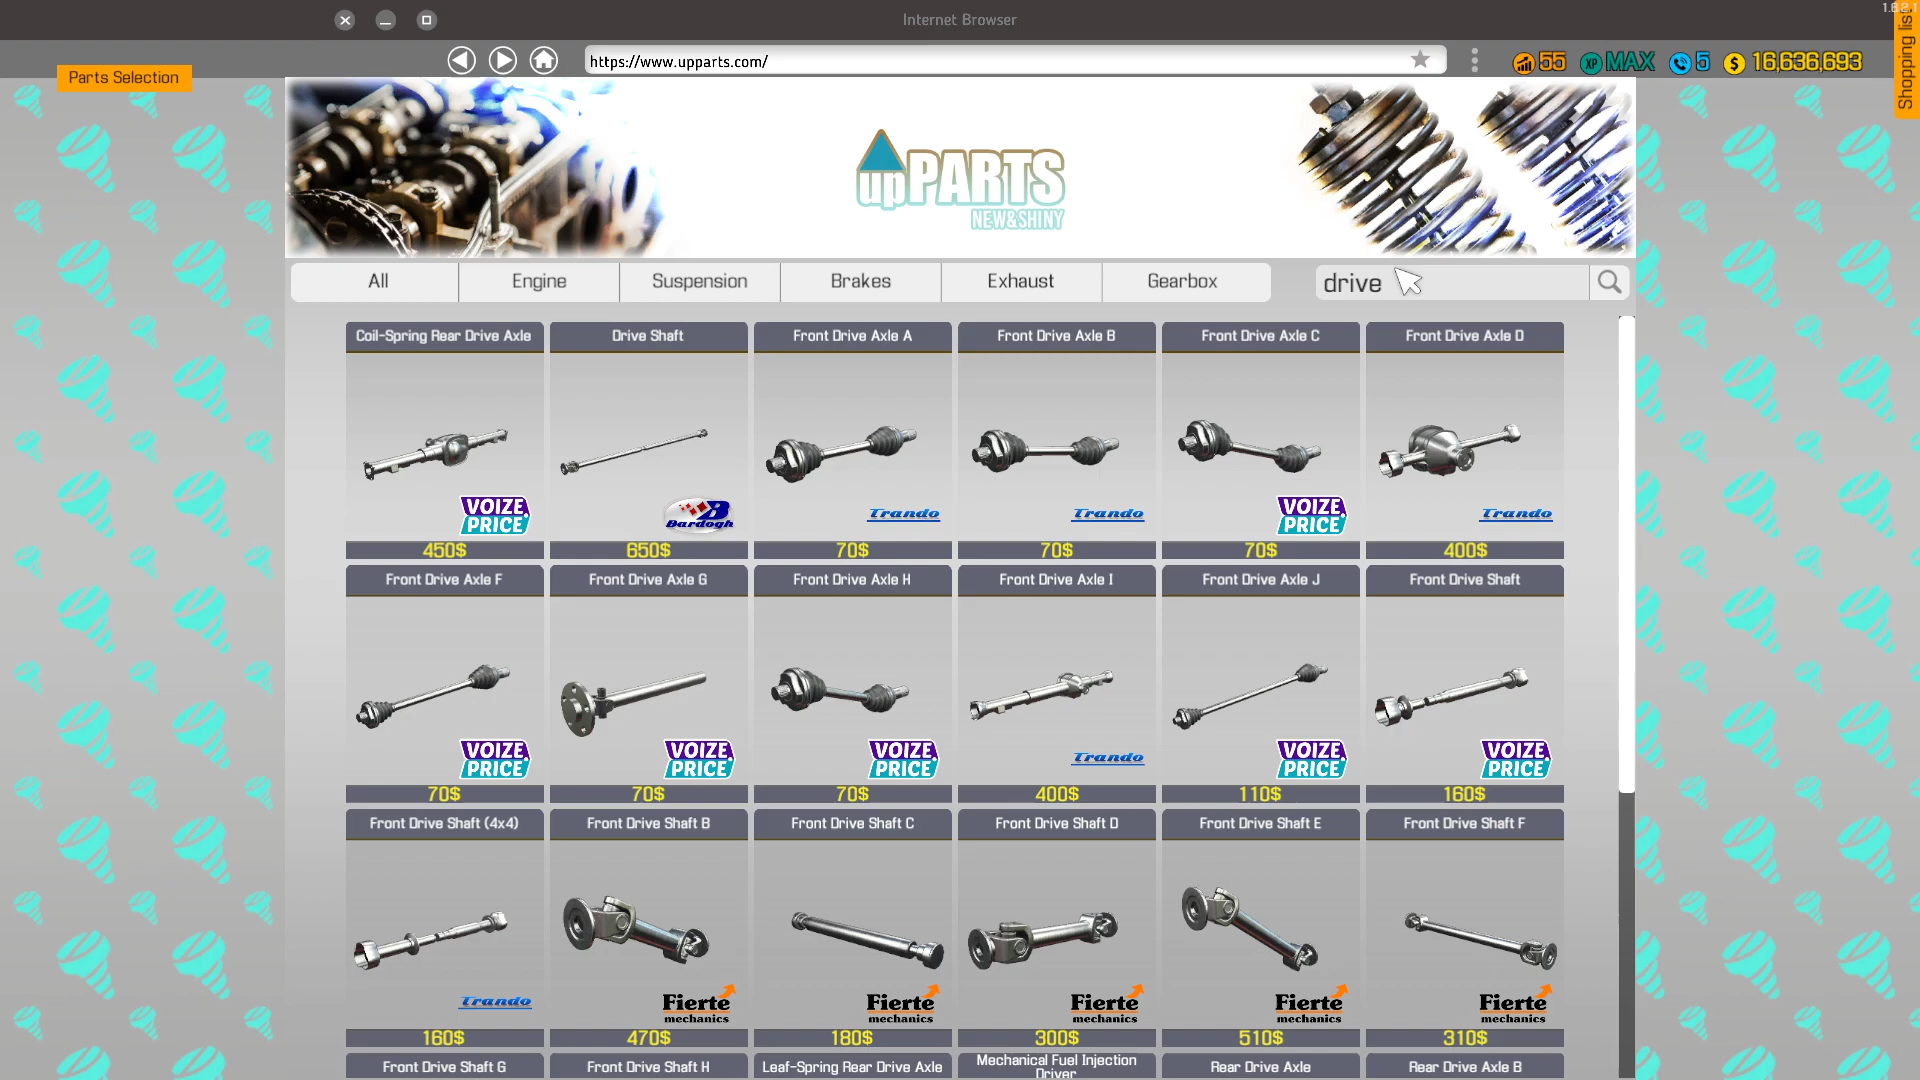 Internet Browser
1.6.2.1
https://www.upparts.com/
55
XP MAX
5
$ 16,636,693
Shopping list
Parts Selection
upPARTS
NEW&SHINY
All
Engine
Suspension
Brakes
Exhaust
Gearbox
drive
Coil-Spring Rear Drive Axle
Drive Shaft
Front Drive Axle A
Front Drive Axle B
Front Drive Axle C
Front Drive Axle D
VOIZE
PRICE
B
Bardogh
Trando
Trando
VOIZE
PRICE
Trando
450$
650$
70$
70$
70$
400$
Front Drive Axle F
Front Drive Axle G
Front Drive Axle H
Front Drive Axle I
Front Drive Axle J
Front Drive Shaft
VOIZE
PRICE
VOIZE
PRICE
VOIZE
PRICE
Trando
VOIZE
PRICE
VOIZE
PRICE
70$
70$
70$
400$
110$
160$
Front Drive Shaft (4x4)
Front Drive Shaft B
Front Drive Shaft C
Front Drive Shaft D
Front Drive Shaft E
Front Drive Shaft F
Trando
Fierte
mechanics
Fierte
mechanics
Fierte
mechanics
Fierte
mechanics
Fierte
mechanics
160$
470$
180$
300$
510$
310$
Front Drive Shaft G
Front Drive Shaft H
Leaf-Spring Rear Drive Axle
Mechanical Fuel Injection
Driver
Rear Drive Axle
Rear Drive Axle B